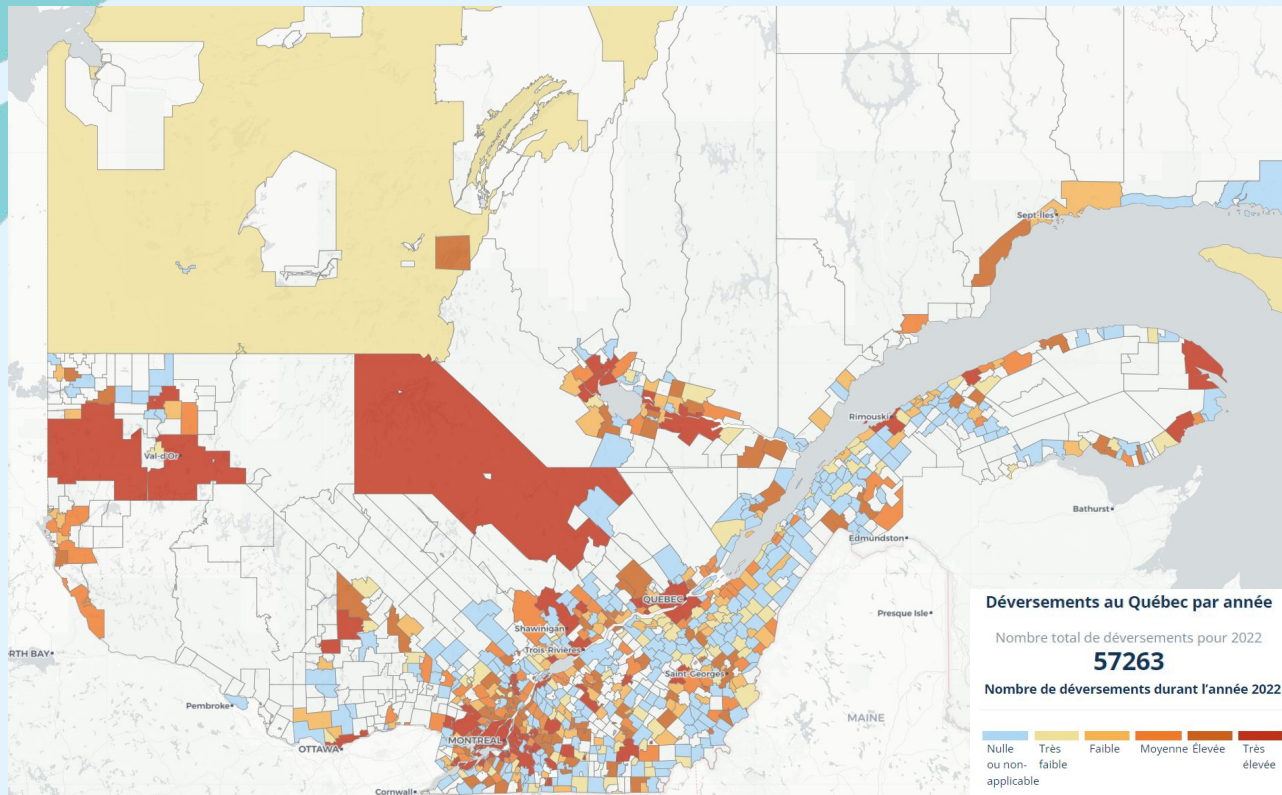 Sept-Iles
Val-d'Or
Rimouski
Bathurst
Edmundston
QUÉBEC
Presque Isle
Shawinigan
Trois-Rivières
RTH BAY
Saint-Georges
Pembroke
MAINE
MONTREAL
OTTAWA
Cornwall
Déversements au Québec par année
Nombre total de déversements pour 2022
57263
Nombre de déversements durant l'année 2022
Nulle ou non-applicable
Très faible
Faible
Moyenne
Élevée
Très élevée